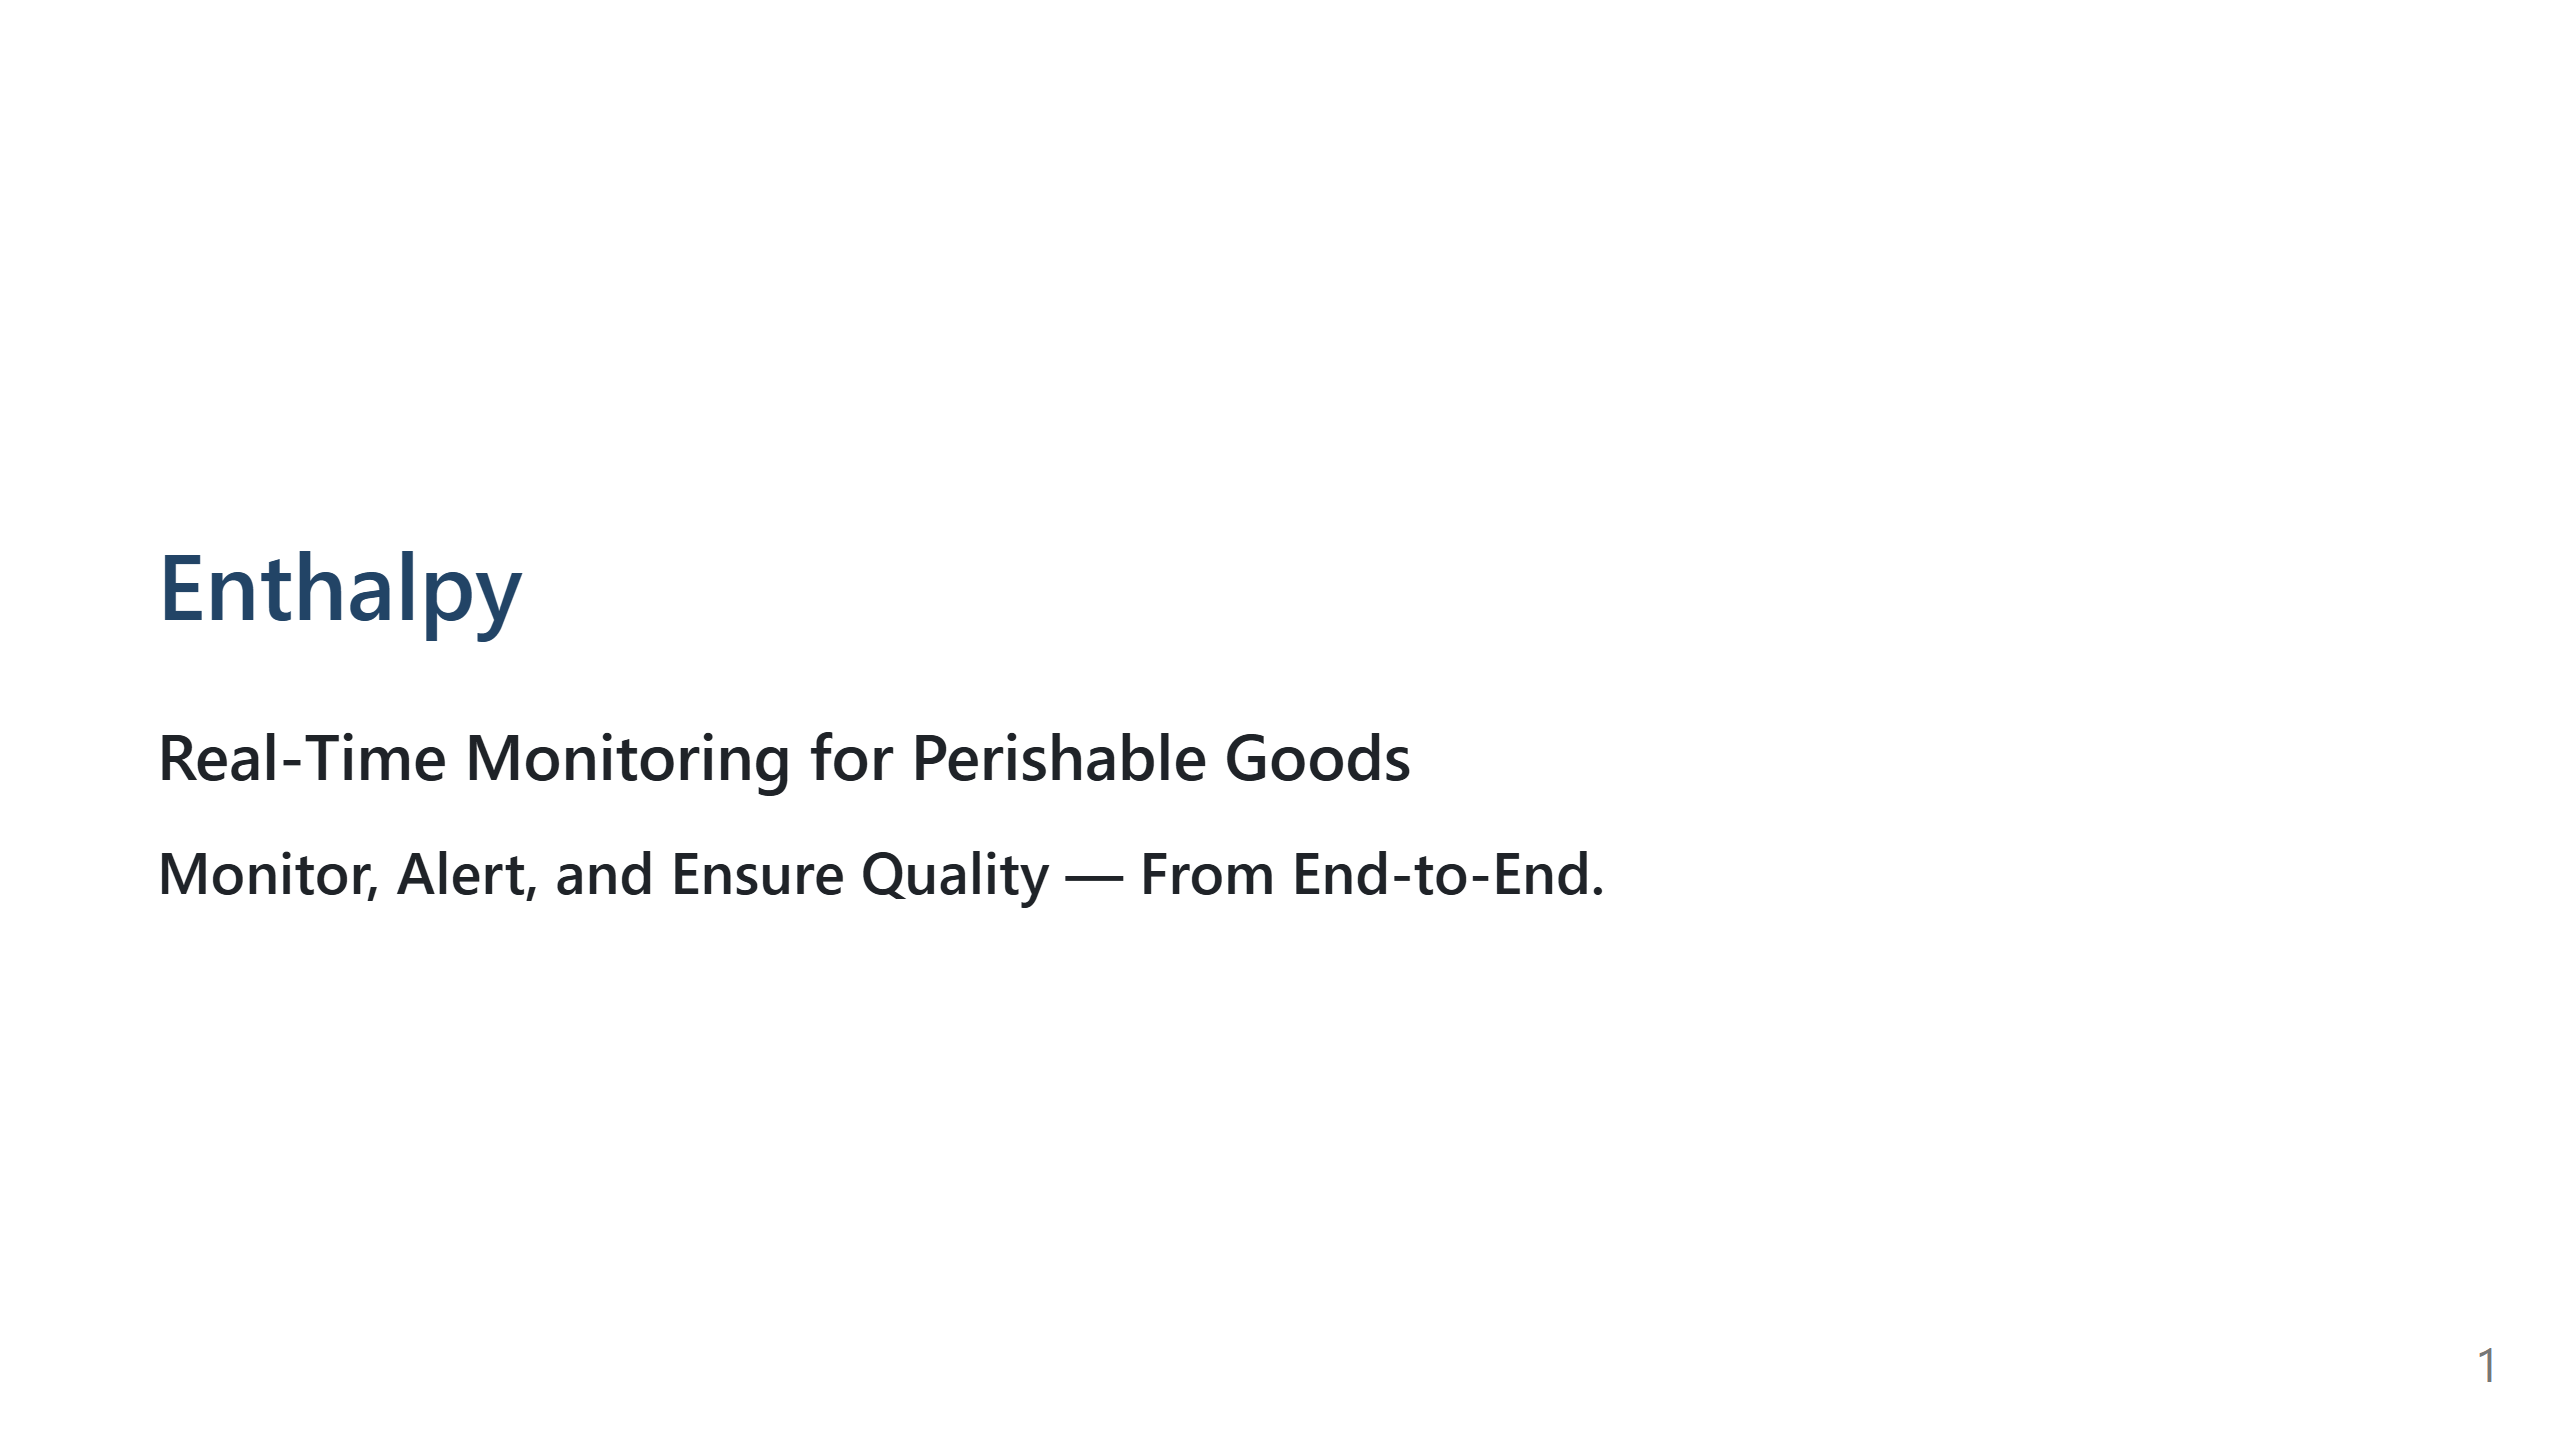 Enthalpy
Real-Time Monitoring for Perishable Goods
Monitor, Alert, and Ensure Quality — From End-to-End.
1